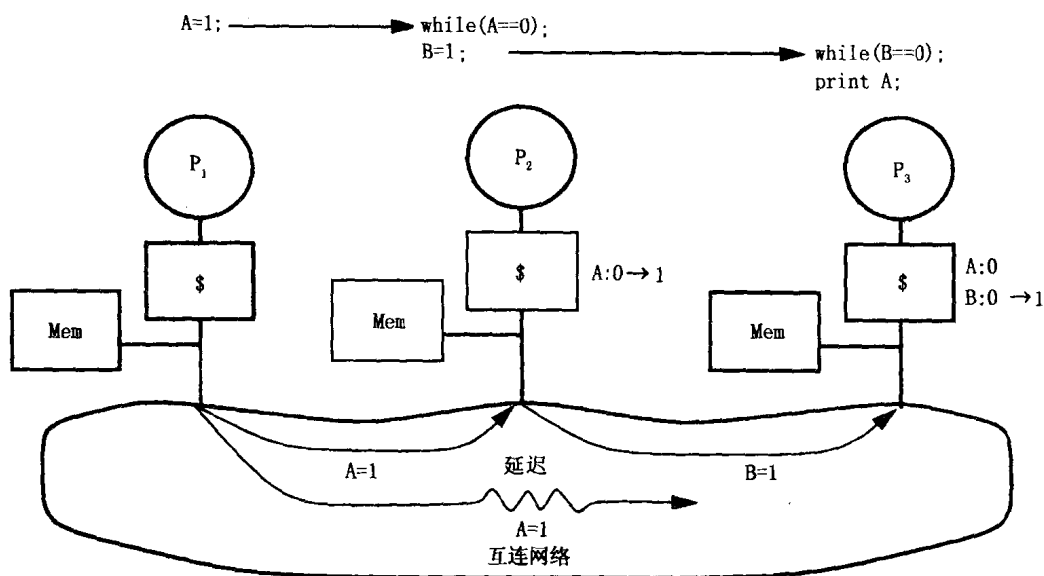 A=1;
while(A==0);
B=1;
while(B==0);
print A;
P1
P2
P3
$
A:0→1
$
$
A:0
B:0→1
Mem
Mem
Mem
A=1
延迟
B=1
A=1
互连网络